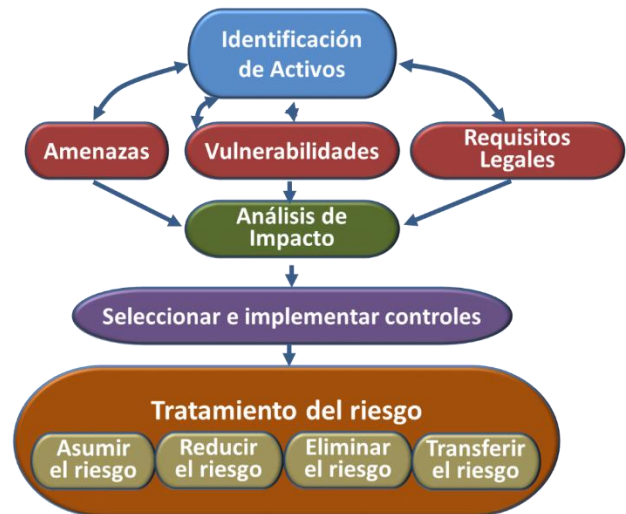 Identificación
de Activos
Amenazas
Vulnerabilidades
Requisitos
Legales
Análisis de
Impacto
Seleccionar e implementar controles
Tratamiento del riesgo
Asumir
el riesgo
Reducir
el riesgo
Eliminar
el riesgo
Transferir
el riesgo